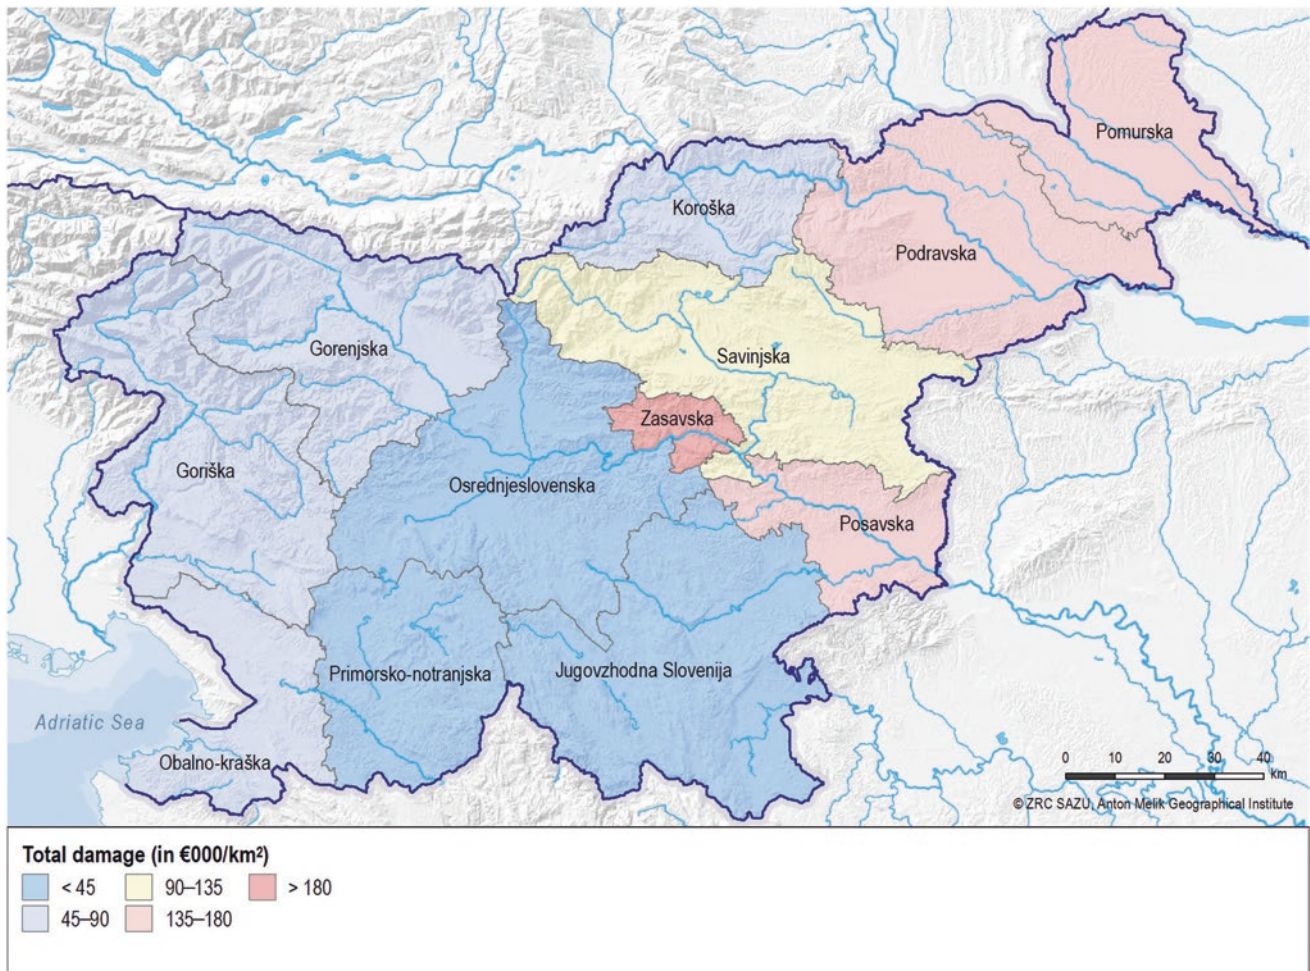 Pomurska
Koroška
Podravska
Gorenjska
Savinjska
Zasavska
Goriška
Osrednjeslovenska
Posavska
Primorsko-notranjska
Jugovzhodna Slovenija
Adriatic Sea
Obalno-kraška
0 10 20 30 40
km
© ZRC SAZU, Anton Melik Geographical Institute
Total damage (in €000/km²)
< 45 90–135 > 180
45–90 135–180